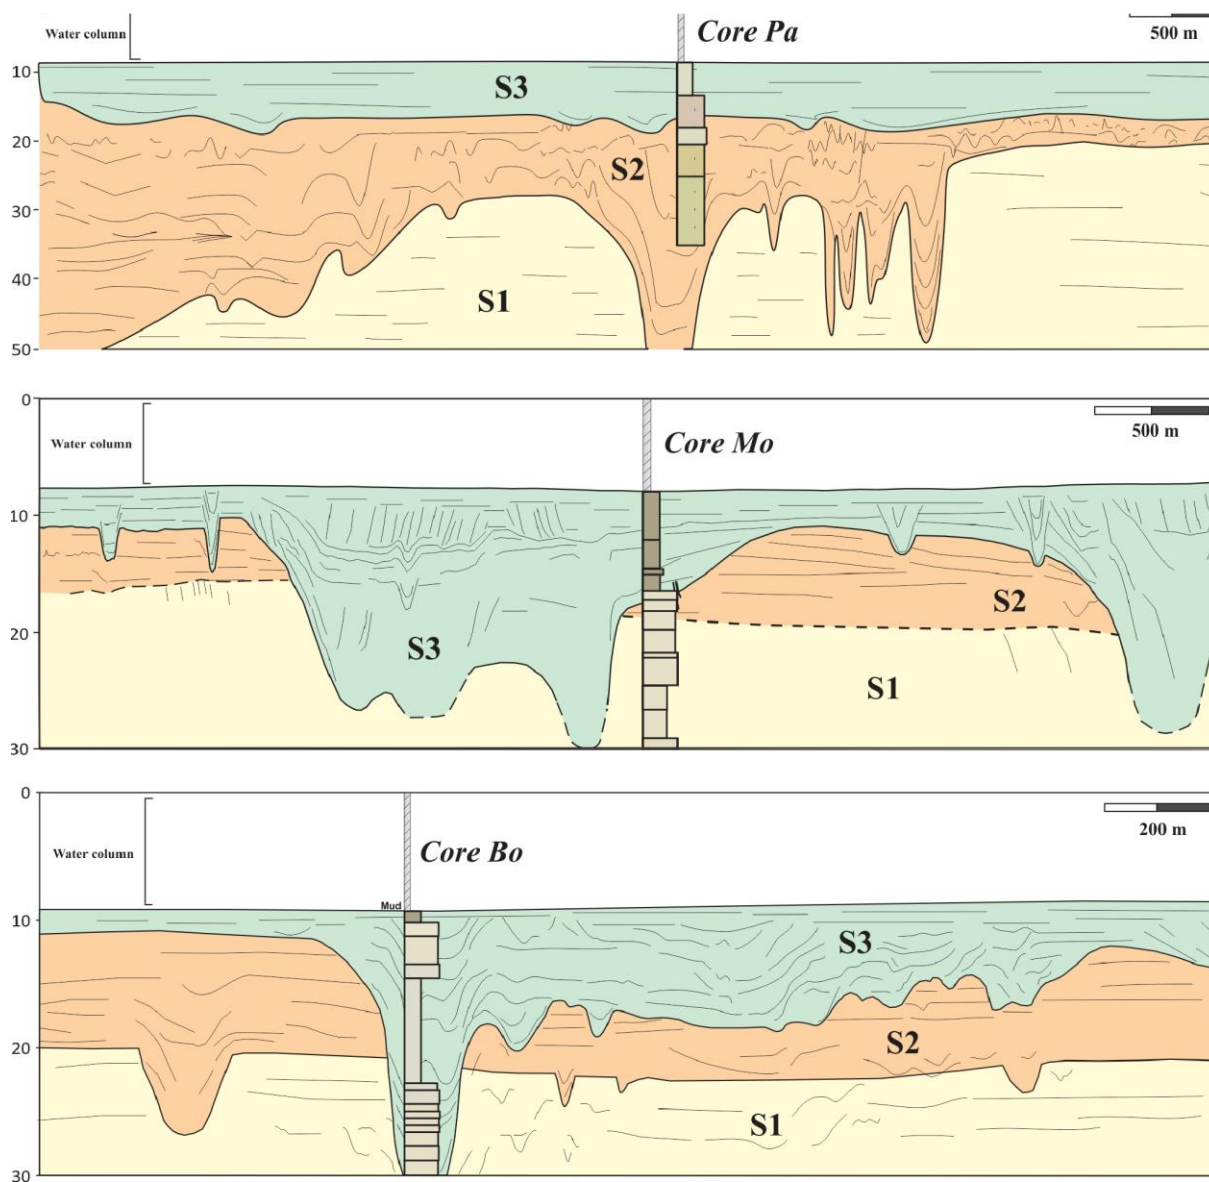 Water column
Core Pa
500 m
10
S3
20
S2
30
40
S1
50
0
Water column
Core Mo
500 m
10
S2
20
S3
S1
30
0
Water column
Core Bo
200 m
Mud
10
S3
20
S2
S1
30